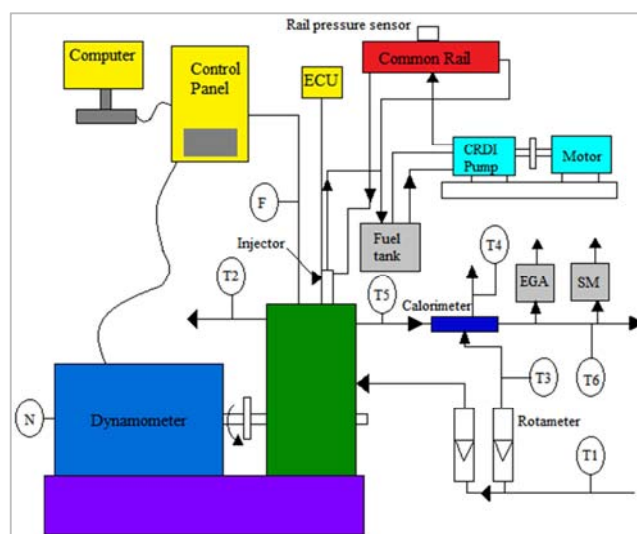 Rail pressure sensor
Computer
Control
Panel
ECU
Common Rail
CRDI
Pump
Motor
F
Injector
Fuel
tank
T4
EGA
SM
T2
T5
Calorimeter
T3
T6
N
Dynamometer
Rotameter
T1